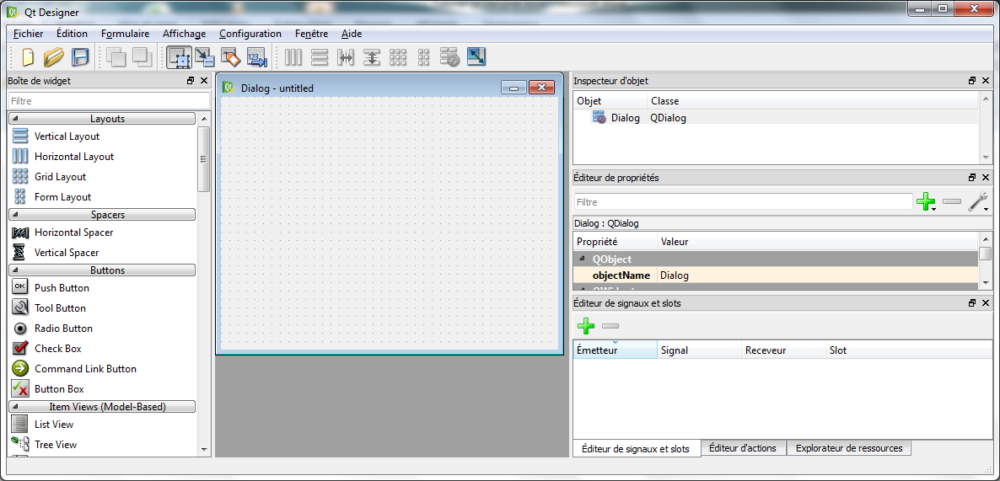 Qt Designer
Fichier Édition Formulaire Affichage Configuration Fenêtre Aide
Boîte de widget
Filtre
Layouts
Vertical Layout
Horizontal Layout
Grid Layout
Form Layout
Spacers
Horizontal Spacer
Vertical Spacer
Buttons
OK Push Button
Tool Button
Radio Button
Check Box
Command Link Button
Button Box
Item Views (Model-Based)
List View
Tree View
Dialog - untitled
Inspecteur d'objet
Objet Classe
Dialog QDialog
Éditeur de propriétés
Filtre
Dialog : QDialog
Propriété Valeur
QObject
objectName Dialog
QWidget
Éditeur de signaux et slots
Émetteur Signal Receveur Slot
Éditeur de signaux et slots Éditeur d'actions Explorateur de ressources